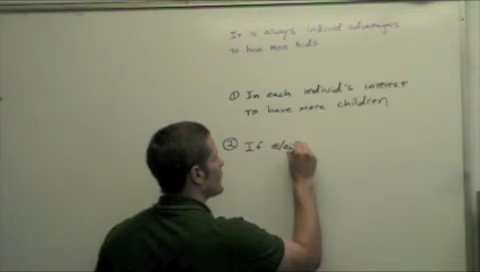 It is always individ advantageous
to have more kids
① In each individ's interest
to have more children
② If